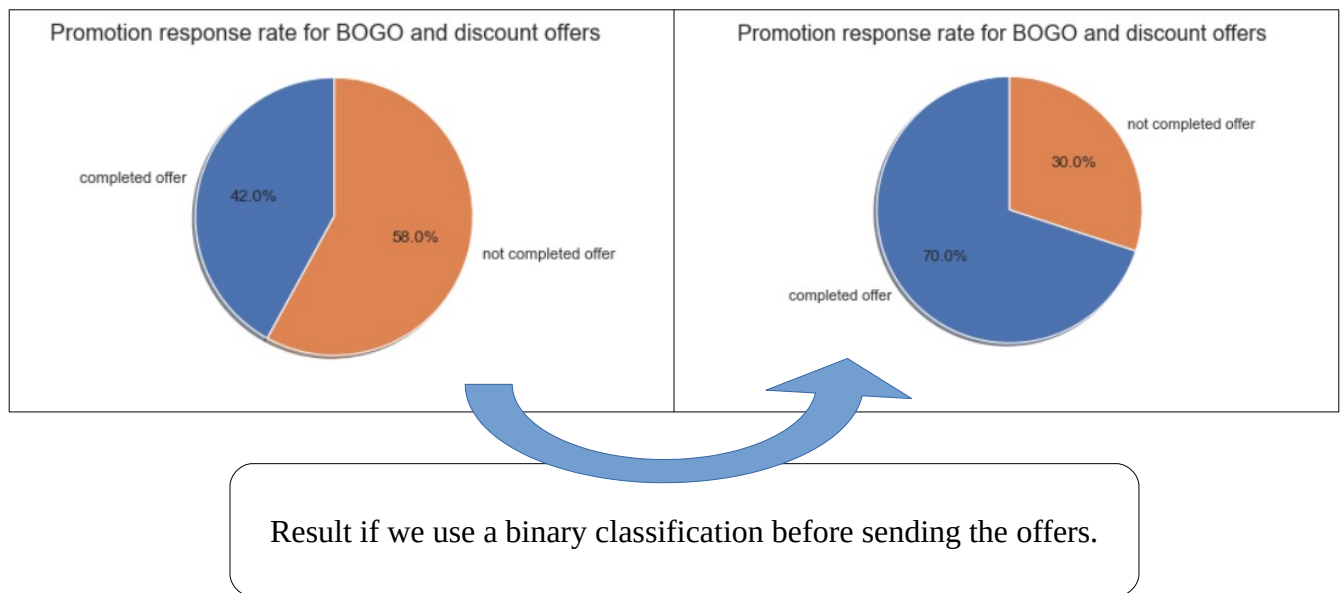 Promotion response rate for BOGO and discount offers
completed offer
42.0%
58.0%
not completed offer
Promotion response rate for BOGO and discount offers
not completed offer
30.0%
70.0%
completed offer
Result if we use a binary classification before sending the offers.